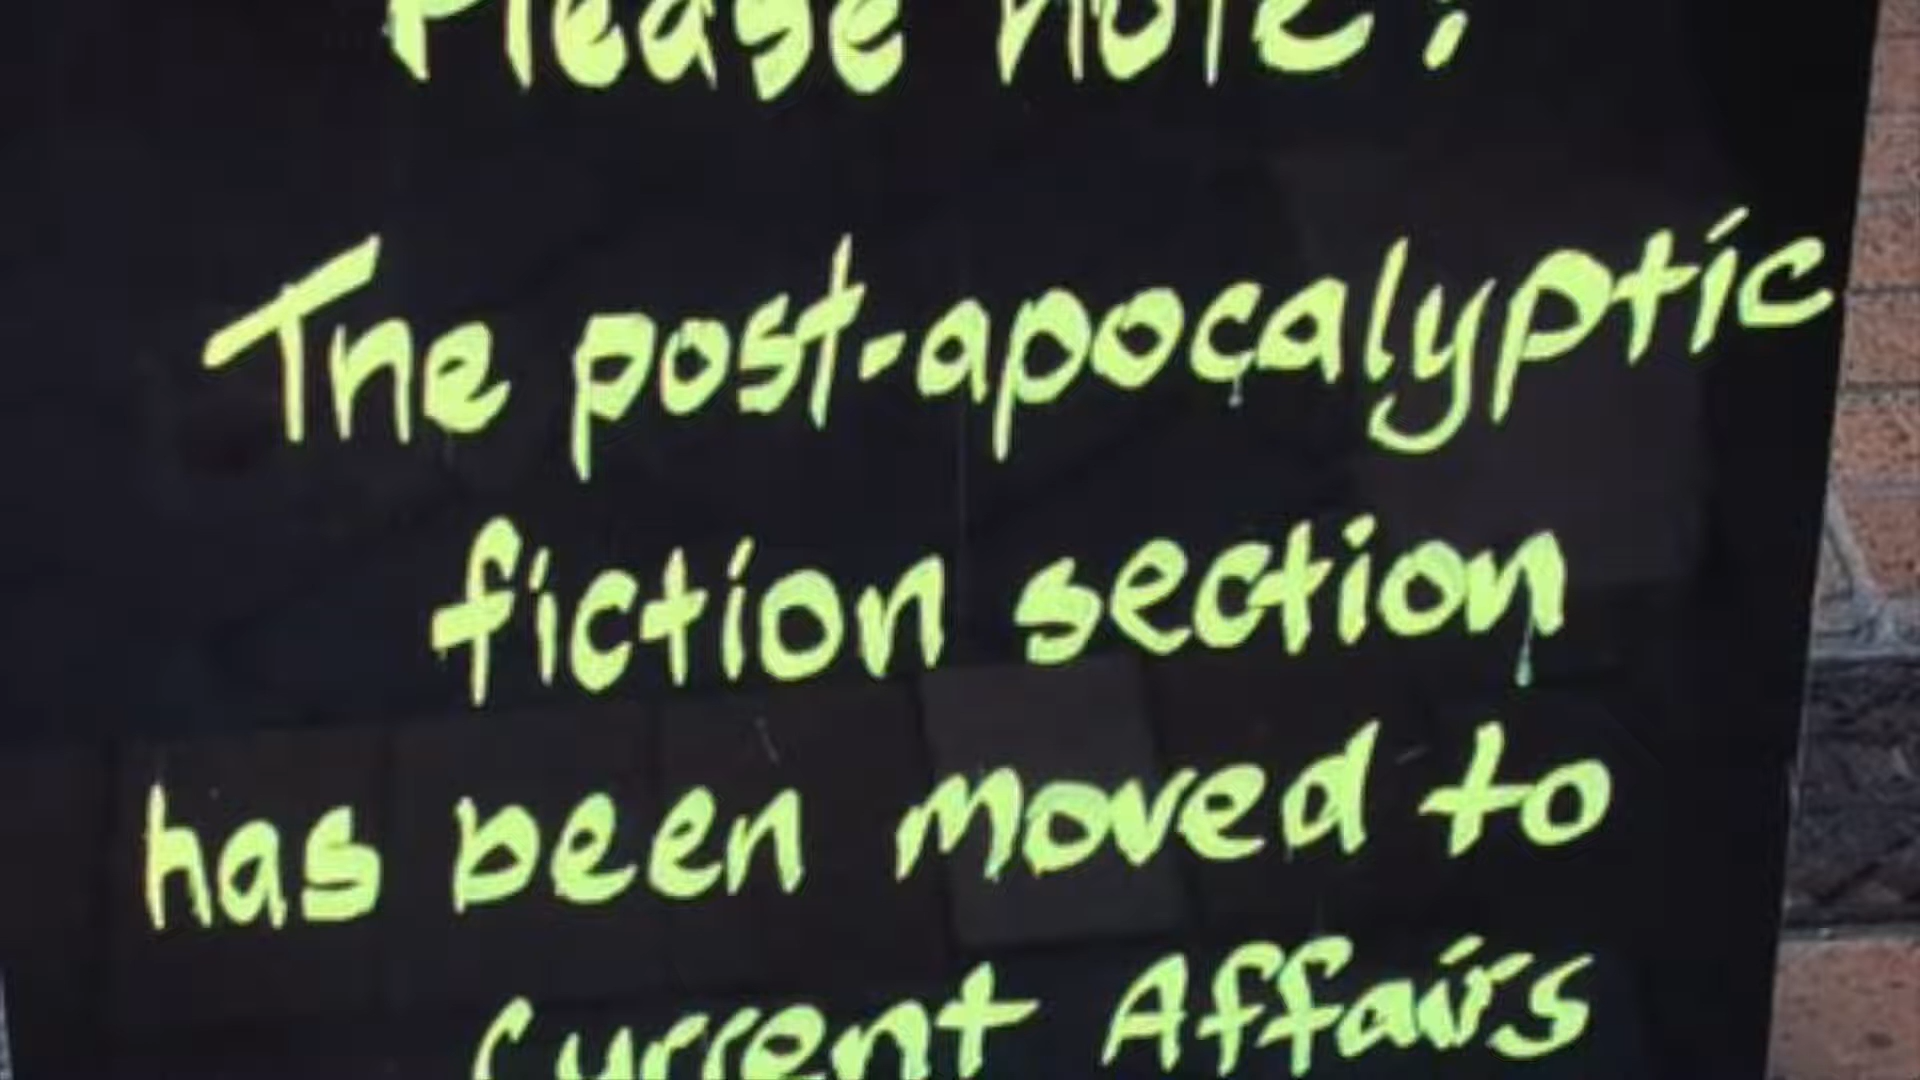 Please note:
The post-apocalyptic
fiction section
has been moved to
Current Affairs